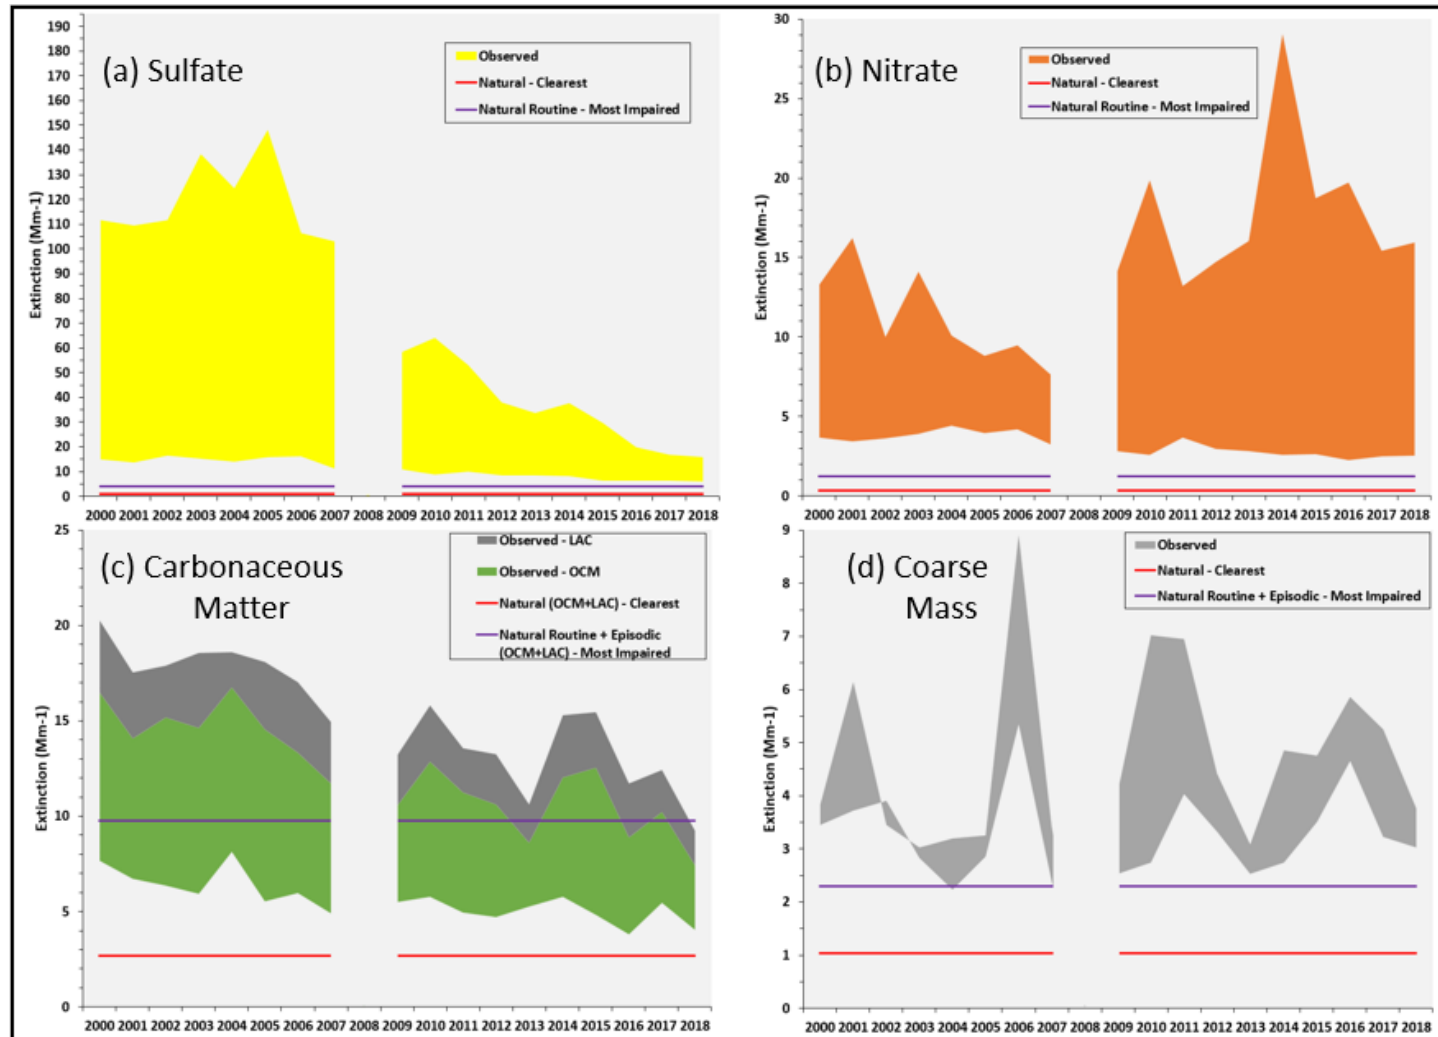 (a) Sulfate
Extinction (Mm-1)
190
180
170
160
150
140
130
120
110
100
90
80
70
60
50
40
30
20
10
0
Observed
Natural - Clearest
Natural Routine - Most Impaired
2000 2001 2002 2003 2004 2005 2006 2007 2008 2009 2010 2011 2012 2013 2014 2015 2016 2017 2018
(b) Nitrate
Extinction (Mm-1)
30
25
20
15
10
5
0
Observed
Natural - Clearest
Natural Routine - Most Impaired
2000 2001 2002 2003 2004 2005 2006 2007 2008 2009 2010 2011 2012 2013 2014 2015 2016 2017 2018
(c) Carbonaceous
Matter
Extinction (Mm-1)
25
20
15
10
5
0
Observed - LAC
Observed - OCM
Natural (OCM+LAC) - Clearest
Natural Routine + Episodic
(OCM+LAC) - Most Impaired
2000 2001 2002 2003 2004 2005 2006 2007 2008 2009 2010 2011 2012 2013 2014 2015 2016 2017 2018
(d) Coarse
Mass
Extinction (Mm-1)
9
8
7
6
5
4
3
2
1
0
Observed
Natural - Clearest
Natural Routine + Episodic - Most Impaired
2000 2001 2002 2003 2004 2005 2006 2007 2008 2009 2010 2011 2012 2013 2014 2015 2016 2017 2018